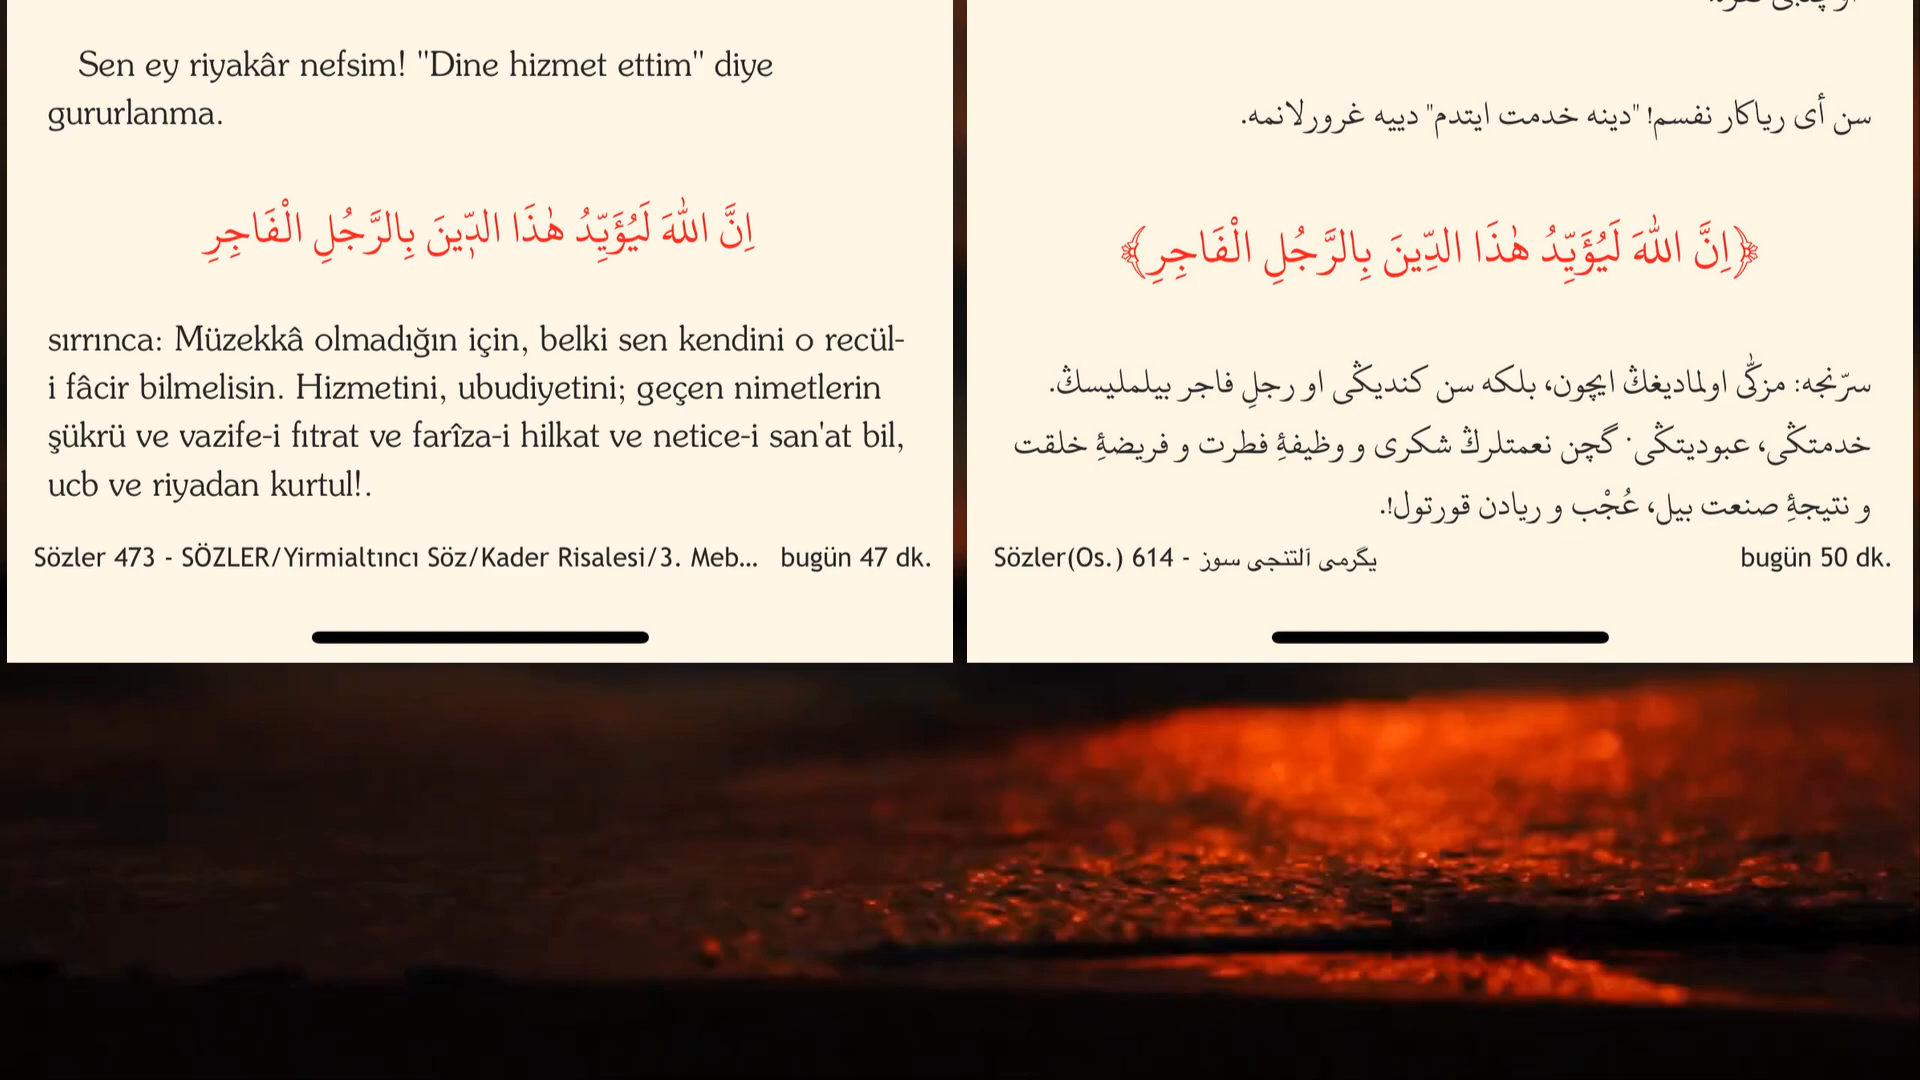 Sen ey riyakâr nefsim! "Dine hizmet ettim" diye
gururlanma.
اِنَّ اللّٰهَ لَيُؤَيِّدُ هٰذَا الدّٖينَ بِالرَّجُلِ الْفَاجِرِ
sırrınca: Müzekkâ olmadığın için, belki sen kendini o recül-
i fâcir bilmelisin. Hizmetini, ubudiyetini; geçen nimetlerin
şükrü ve vazife-i fıtrat ve farîza-i hilkat ve netice-i san'at bil,
ucb ve riyadan kurtul!.
Sözler 473 - SÖZLER/Yirmialtıncı Söz/Kader Risalesi/3. Meb... bugün 47 dk.
سن أى رياكار نفسم! "دينه خدمت ايتدم" دييه غرورلانمه.
﴿اِنَّ اللّٰهَ لَيُؤَيِّدُ هٰذَا الدِّينَ بِالرَّجُلِ الْفَاجِرِ﴾
سرّنجه: مزكّٰى اولماديغڭ ايچون، بلكه سن كنديڭى او رجلِ فاجر بيلمليسڭ.
خدمتڭى، عبوديتڭى؛ گچن نعمتلرڭ شكرى و وظيفۀِ فطرت و فريضۀِ خلقت
و نتيجۀِ صنعت بيل، عُجْب و ريادن قورتول!.
Sözler(Os.) 614 - يگرمى آلتنجى سوز bugün 50 dk.